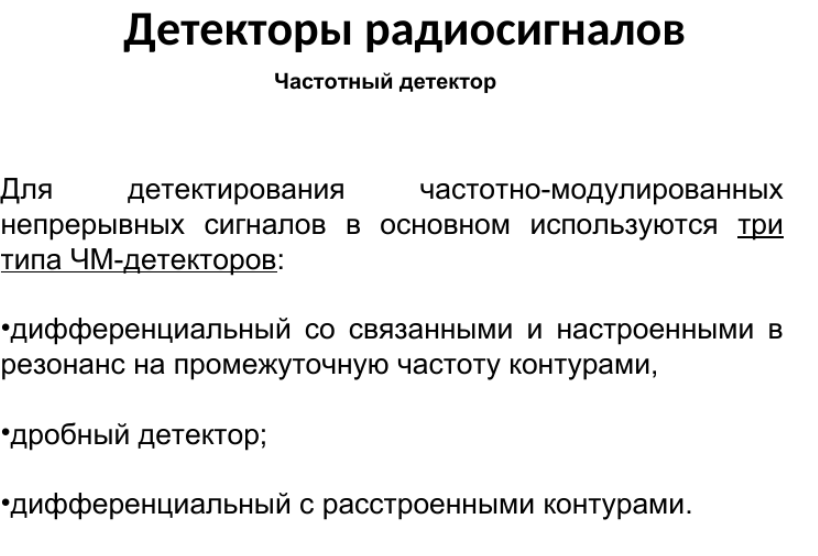 Детекторы радиосигналов
Частотный детектор
Для детектирования частотно-модулированных
непрерывных сигналов в основном используются три
типа ЧМ-детекторов:
•дифференциальный со связанными и настроенными в
резонанс на промежуточную частоту контурами,
•дробный детектор;
•дифференциальный с расстроенными контурами.